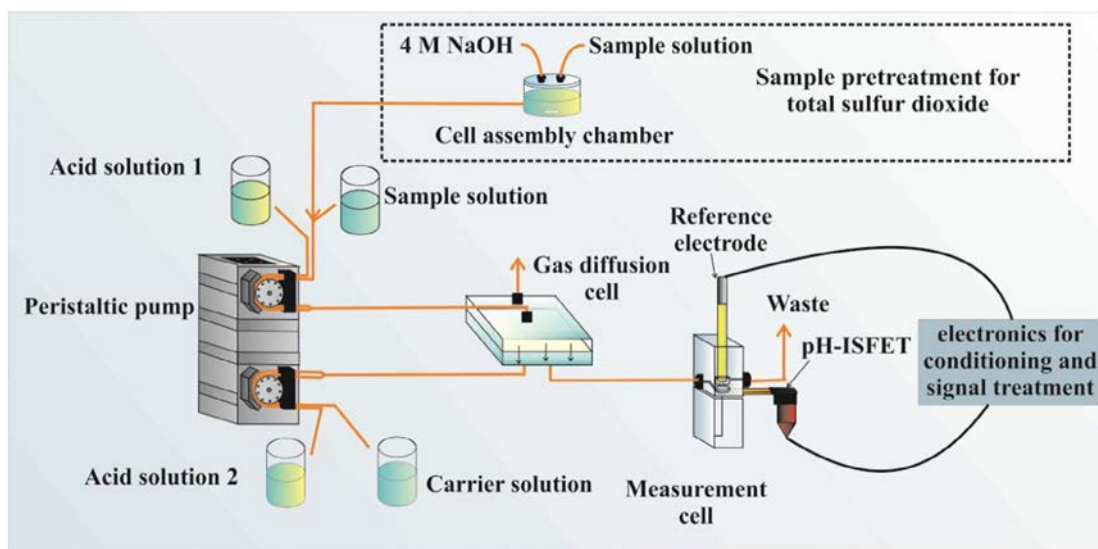 4 M NaOH
Sample solution
Sample pretreatment for
total sulfur dioxide
Cell assembly chamber
Acid solution 1
Sample solution
Reference
electrode
Gas diffusion
cell
Peristaltic pump
Waste
pH-ISFET
electronics for
conditioning and
signal treatment
Acid solution 2
Carrier solution
Measurement
cell